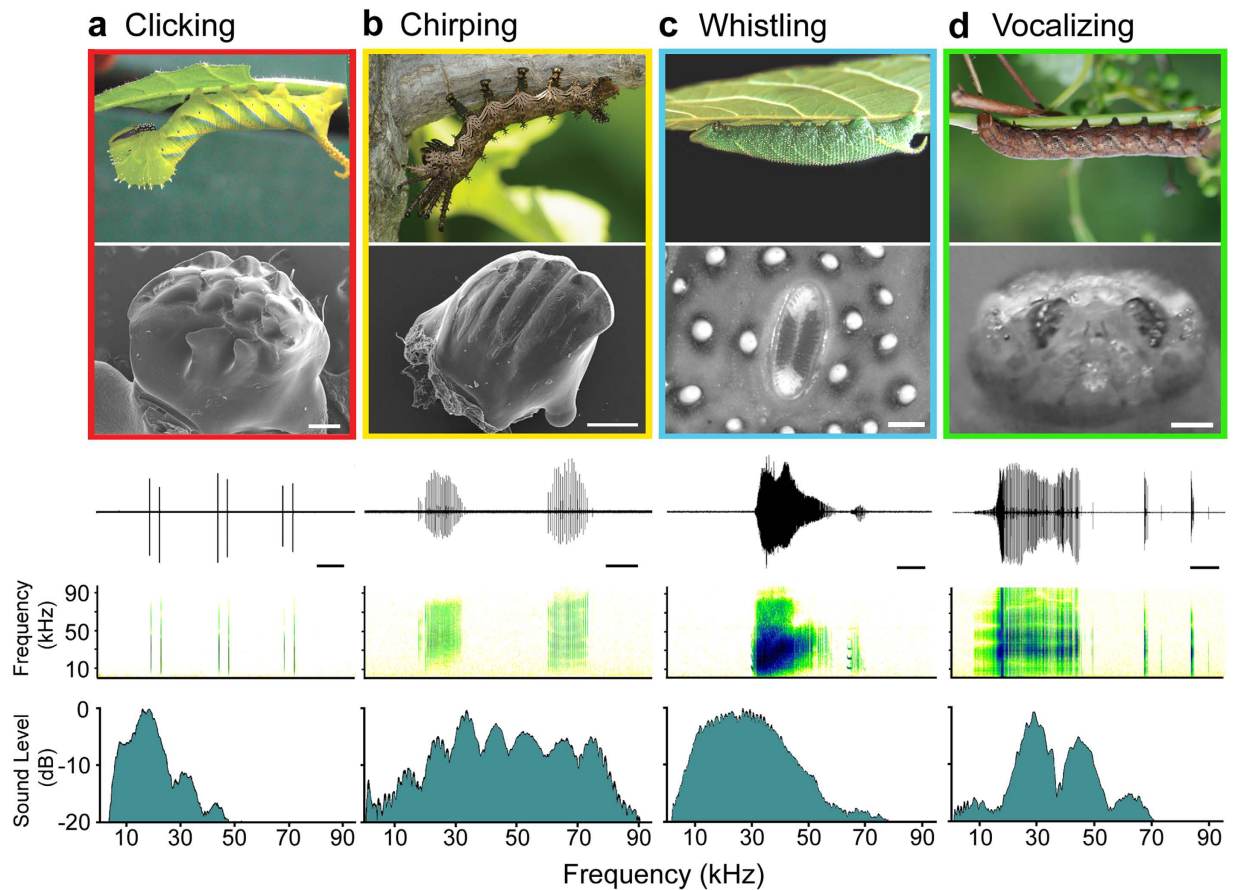 a Clicking
b Chirping
c Whistling
d Vocalizing
Frequency
(kHz)
90
50
10
Sound Level
(dB)
0
-10
-20
10 30 50 70 90
10 30 50 70 90
10 30 50 70 90
10 30 50 70 90
Frequency (kHz)